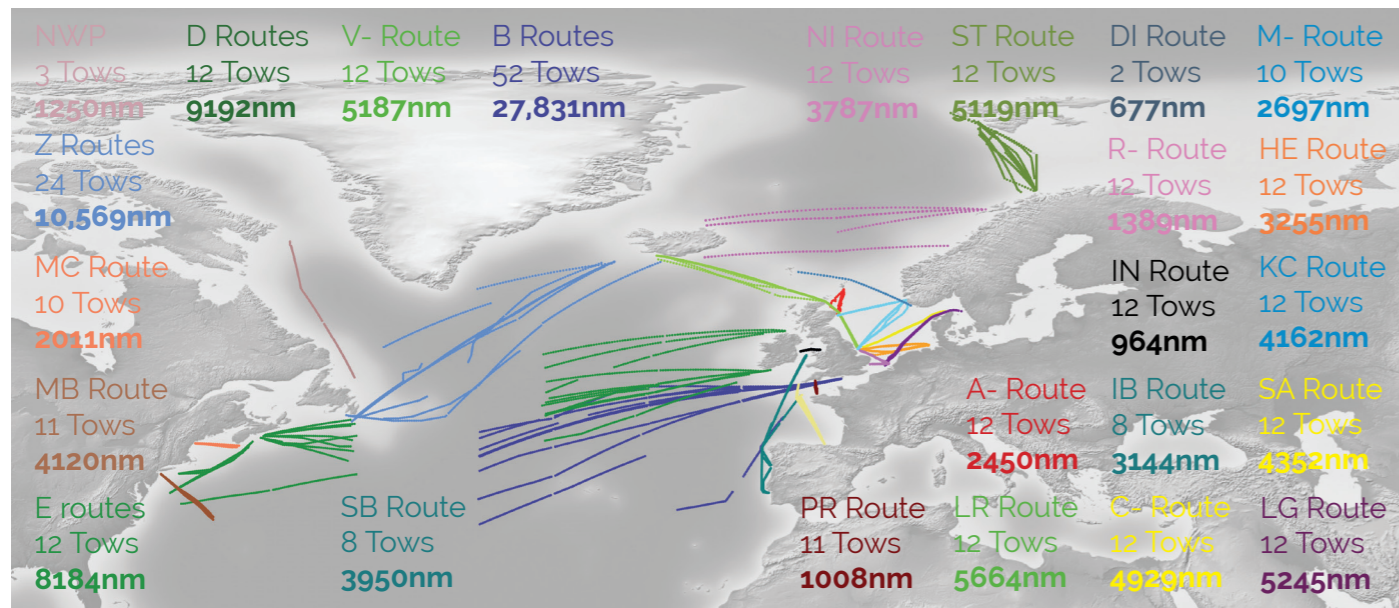 NWP
3 Tows
1250nm
D Routes
12 Tows
9192nm
V- Route
12 Tows
5187nm
B Routes
52 Tows
27,831nm
NI Route
12 Tows
3787nm
ST Route
12 Tows
5119nm
DI Route
2 Tows
677nm
M- Route
10 Tows
2697nm
Z Routes
24 Tows
10,569nm
R- Route
12 Tows
1389nm
HE Route
12 Tows
3255nm
MC Route
10 Tows
2011nm
IN Route
12 Tows
964nm
KC Route
12 Tows
4162nm
MB Route
11 Tows
4120nm
A- Route
12 Tows
2450nm
IB Route
8 Tows
3144nm
SA Route
12 Tows
4352nm
E routes
12 Tows
8184nm
SB Route
8 Tows
3950nm
PR Route
11 Tows
1008nm
LR Route
12 Tows
5664nm
C- Route
12 Tows
4929nm
LG Route
12 Tows
5245nm